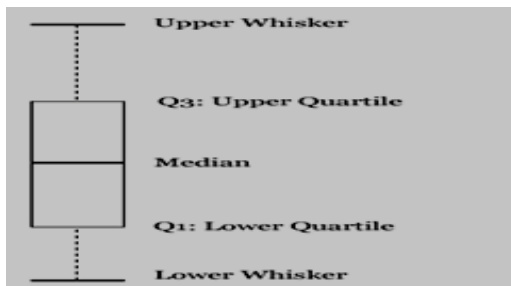 Upper Whisker
Q3: Upper Quartile
Median
Q1: Lower Quartile
Lower Whisker